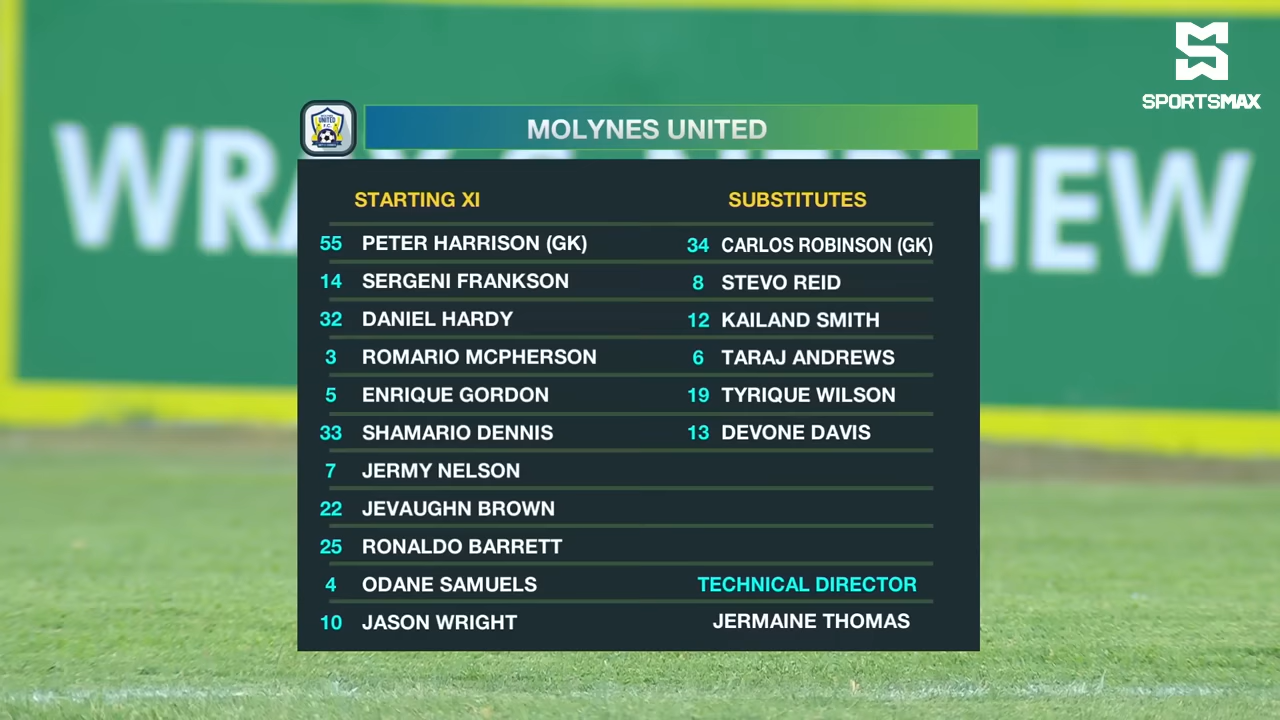 SPORTSMAX
UNITED
MOLYNES UNITED
STARTING XI
55 PETER HARRISON (GK)
14 SERGENI FRANKSON
32 DANIEL HARDY
3 ROMARIO MCPHERSON
5 ENRIQUE GORDON
33 SHAMARIO DENNIS
7 JERMY NELSON
22 JEVAUGHN BROWN
25 RONALDO BARRETT
4 ODANE SAMUELS
10 JASON WRIGHT
SUBSTITUTES
34 CARLOS ROBINSON (GK)
8 STEVO REID
12 KAILAND SMITH
6 TARAJ ANDREWS
19 TYRIQUE WILSON
13 DEVONE DAVIS
TECHNICAL DIRECTOR
JERMAINE THOMAS